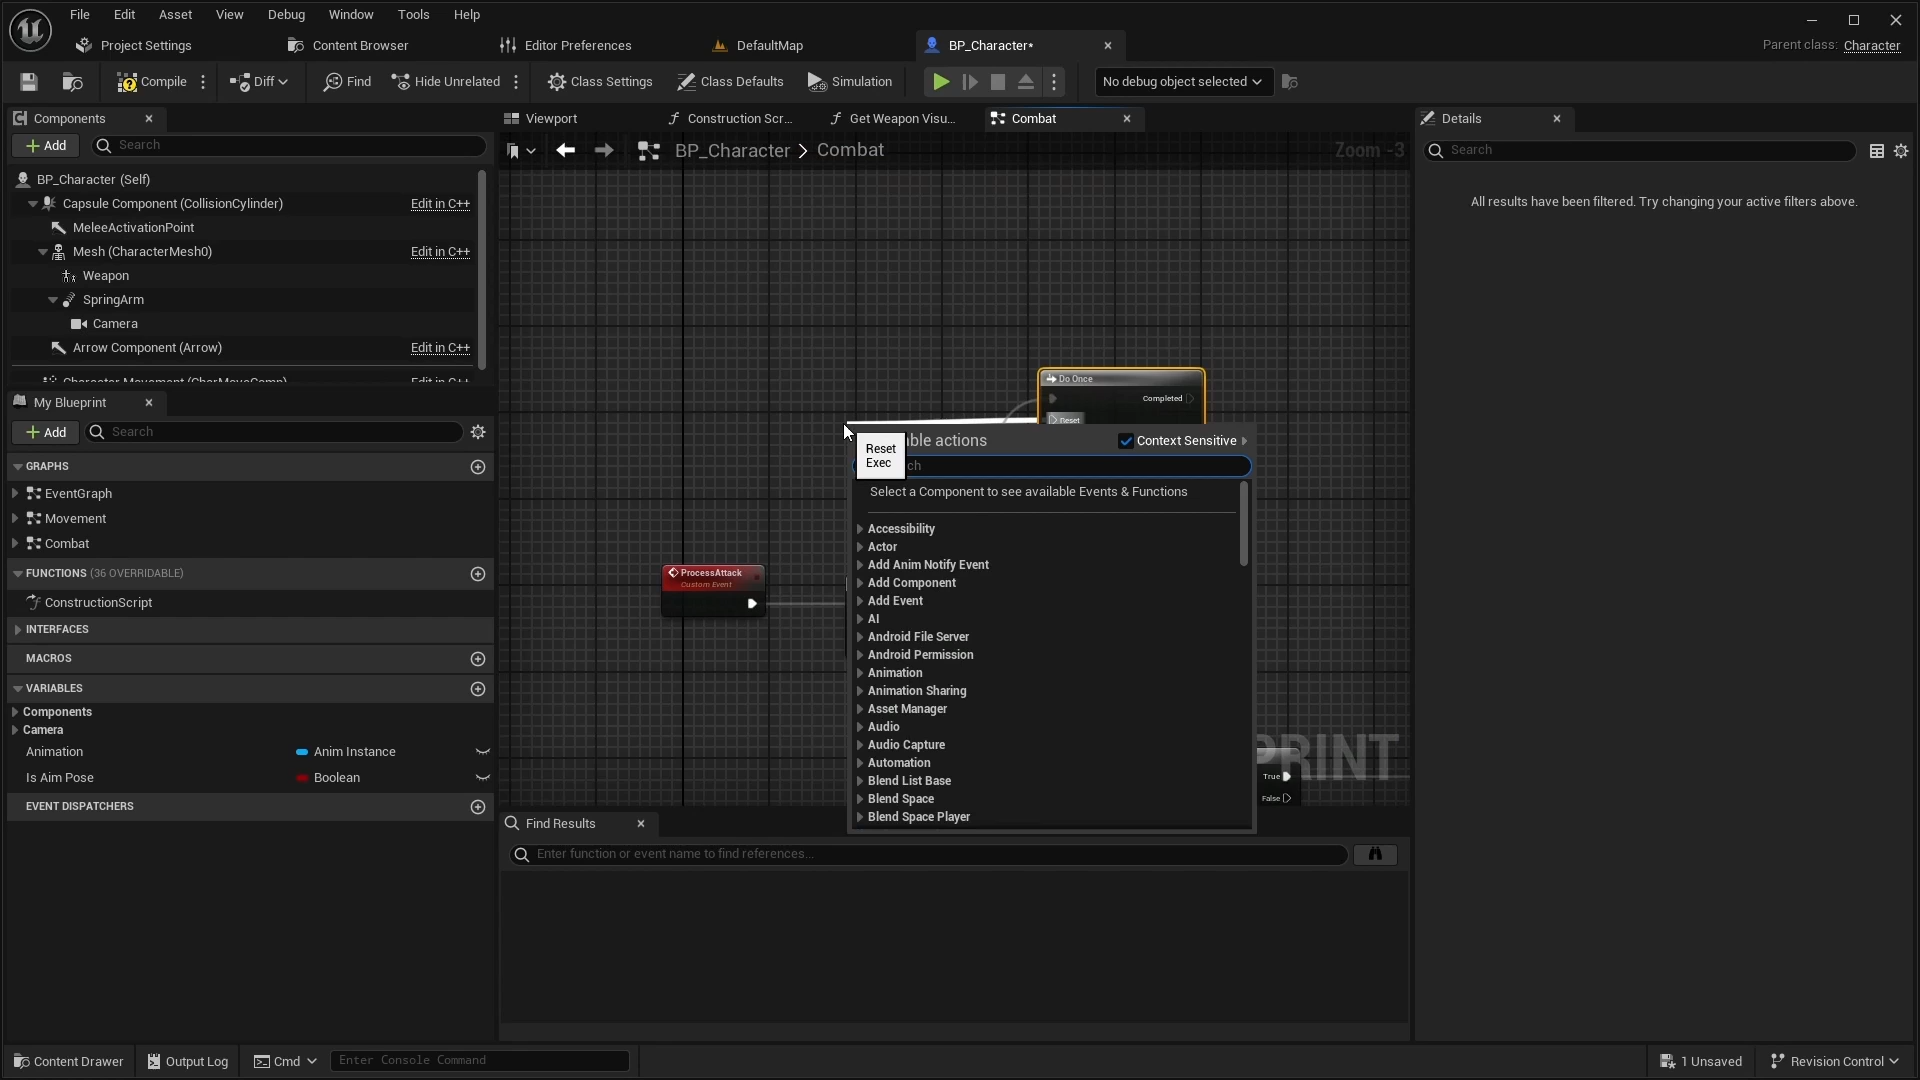 File Edit Asset View Debug Window Tools Help
Project Settings Content Browser Editor Preferences DefaultMap BP_Character* Parent class: Character
Compile Diff Find Hide Unrelated Class Settings Class Defaults Simulation No debug object selected
Components Viewport Construction Scr... Get Weapon Visu... Combat Details
Add Search BP_Character Combat Zoom -3 Search
BP_Character (Self)
Capsule Component (CollisionCylinder) Edit in C++ All results have been filtered. Try changing your active filters above.
MeleeActivationPoint
Mesh (CharacterMesh0) Edit in C++
Weapon
SpringArm
Camera
Arrow Component (Arrow) Edit in C++
Character Movement (CharMoveComp) Edit in C++
Do Once
Completed
Reset
My Blueprint
Add Search
ble actions Context Sensitive
Reset
Exec
ch
Select a Component to see available Events & Functions
Accessibility
Actor
Add Anim Notify Event
Add Component
Add Event
AI
Android File Server
Android Permission
Animation
Animation Sharing
Asset Manager
Audio
Audio Capture
Automation
Blend List Base
Blend Space
Blend Space Player
ProcessAttack
Custom Event
PRINT
True
False
GRAPHS
EventGraph
Movement
Combat
FUNCTIONS (36 OVERRIDABLE)
ConstructionScript
INTERFACES
MACROS
VARIABLES
Components
Camera
Animation Anim Instance
Is Aim Pose Boolean
EVENT DISPATCHERS
Find Results
Enter function or event name to find references...
Content Drawer Output Log Cmd Enter Console Command 1 Unsaved Revision Control